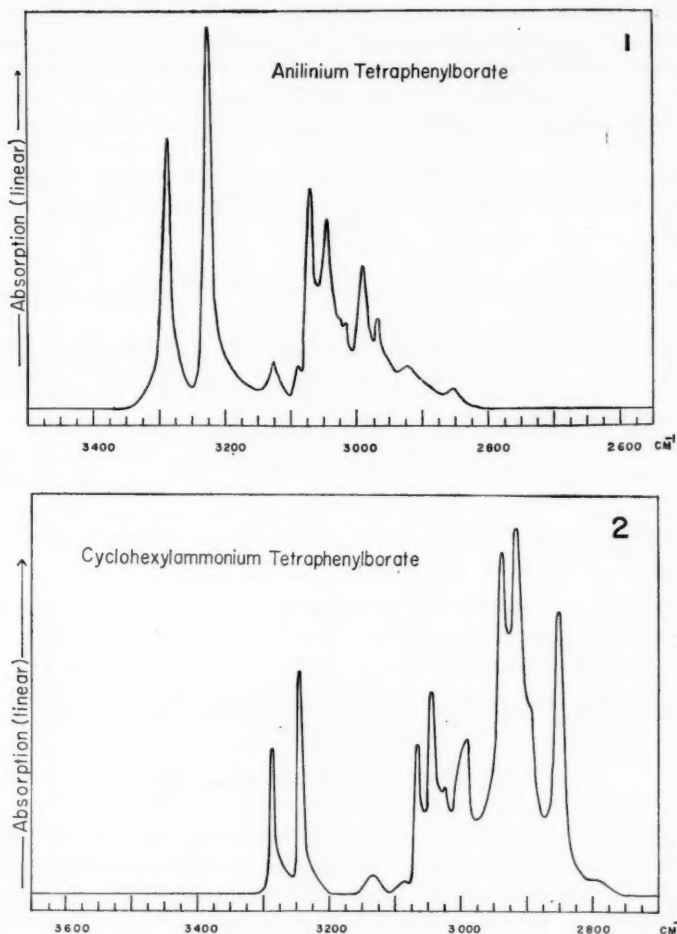 1
Anilinium Tetraphenylborate
Absorption (linear)
3400 3200 3000 2800 2600 CM⁻¹
2
Cyclohexylammonium Tetraphenylborate
Absorption (linear)
3600 3400 3200 3000 2800 CM⁻¹